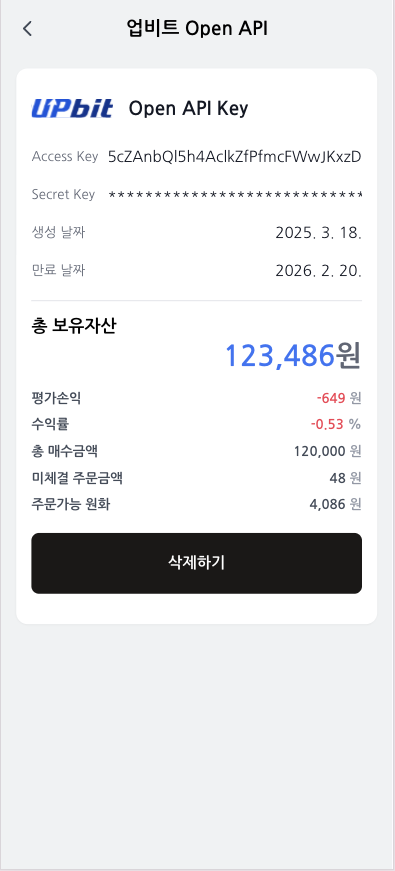 업비트 Open API
UPbit Open API Key
Access Key 5cZAnbQl5h4AclkZfPfmcFWwJKxzD
Secret Key ****************************
생성 날짜 2025. 3. 18.
만료 날짜 2026. 2. 20.
총 보유자산
123,486원
평가손익 -649 원
수익률 -0.53 %
총 매수금액 120,000 원
미체결 주문금액 48 원
주문가능 원화 4,086 원
삭제하기